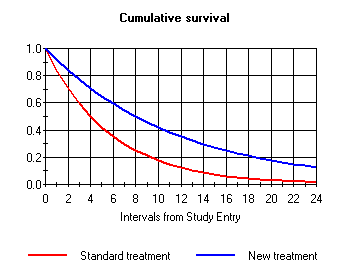 Cumulative survival
1.0
0.8
0.6
0.4
0.2
0.0
0 2 4 6 8 10 12 14 16 18 20 22 24
Intervals from Study Entry
Standard treatment New treatment